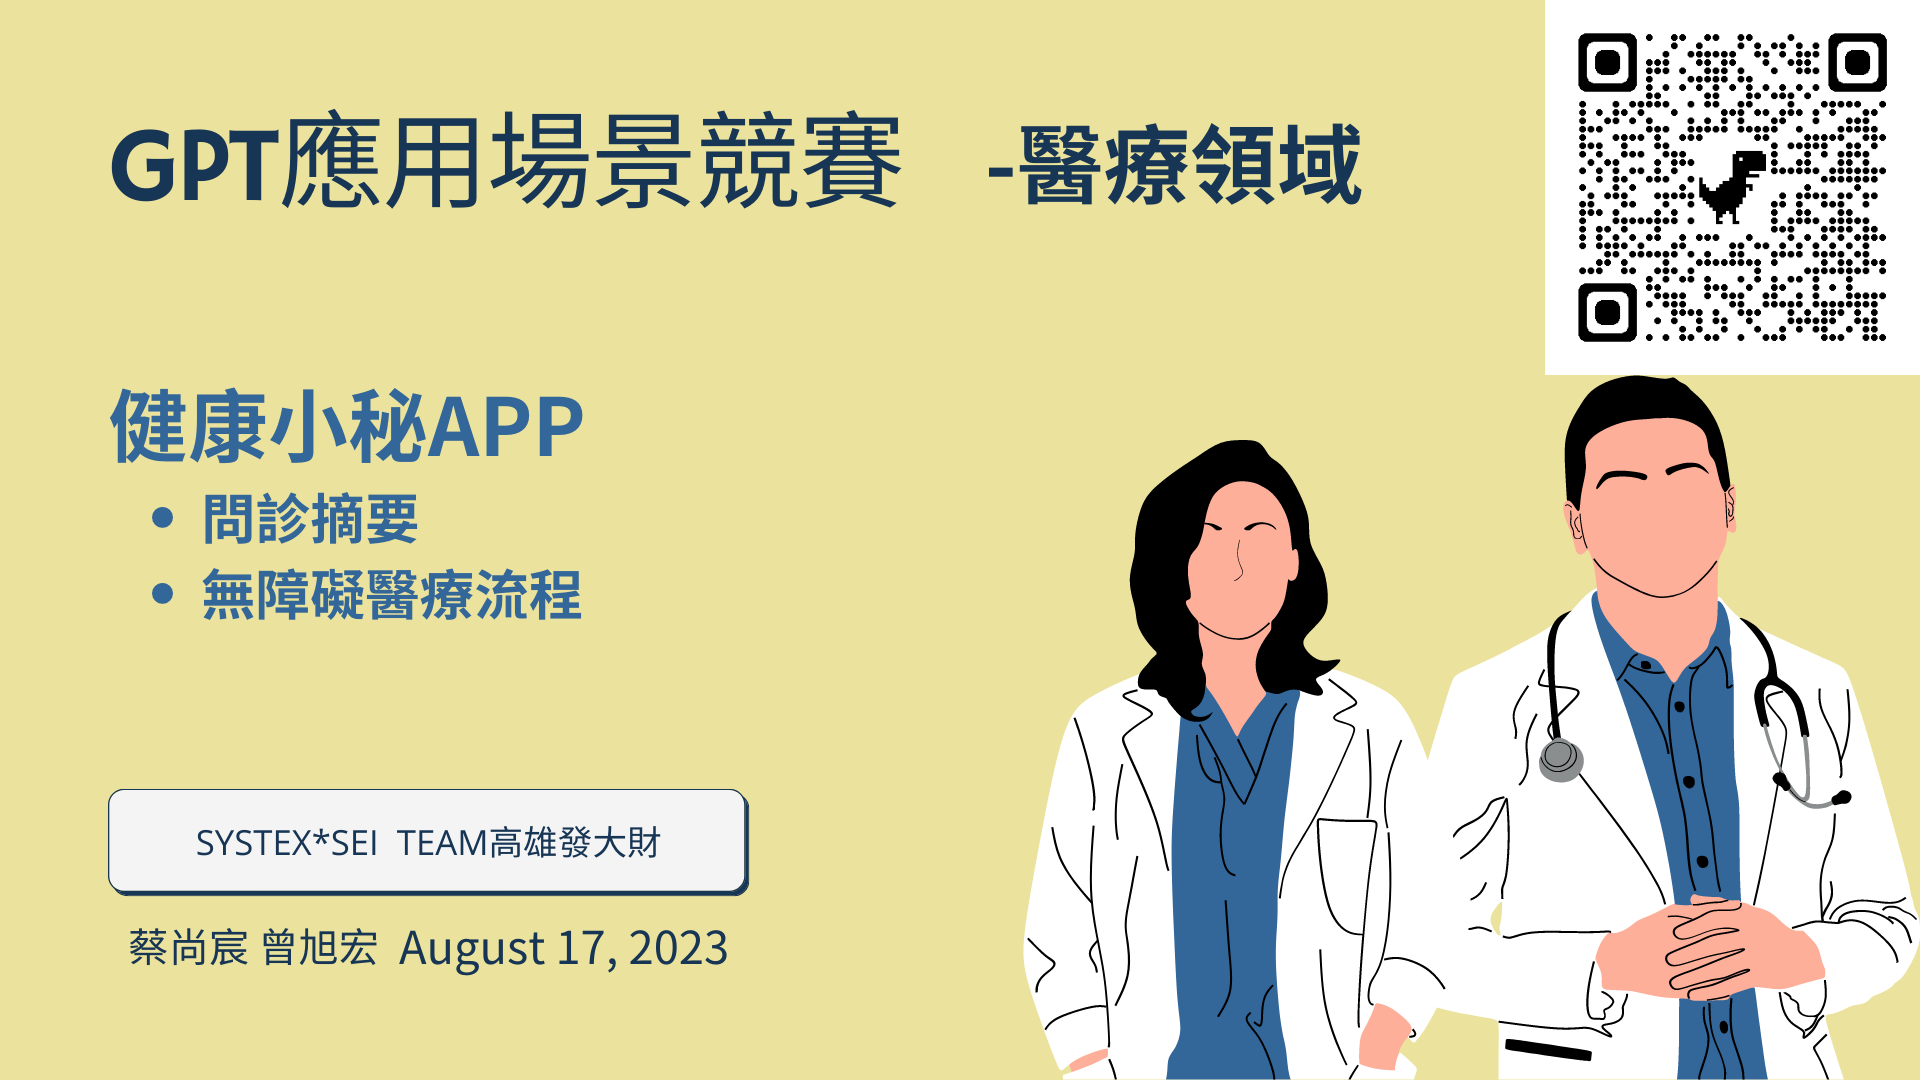 GPT應用場景競賽 -醫療領域
健康小秘APP
問診摘要
無障礙醫療流程
SYSTEX*SEI TEAM高雄發大財
蔡尚宸 曾旭宏 August 17, 2023